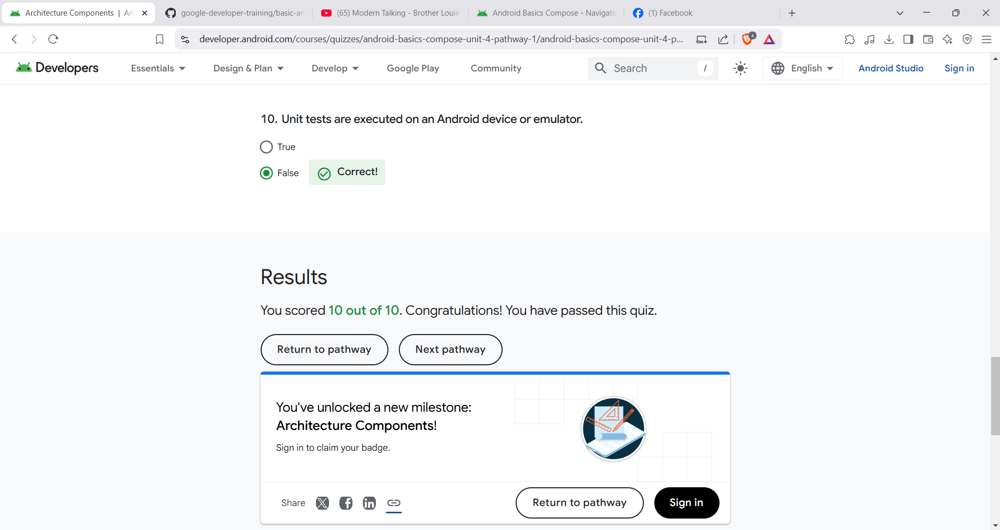 Architecture Components | An
google-developer-training/basic-an
(65) Modern Talking - Brother Louie
Android Basics Compose - Navigatio
(1) Facebook
developer.android.com/courses/quizzes/android-basics-compose-unit-4-pathway-1/android-basics-compose-unit-4-p...
4
Developers
Essentials
Design & Plan
Develop
Google Play
Community
Search
/
English
Android Studio
Sign in
10. Unit tests are executed on an Android device or emulator.
True
False
Correct!
Results
You scored 10 out of 10. Congratulations! You have passed this quiz.
Return to pathway
Next pathway
You've unlocked a new milestone:
Architecture Components!
Sign in to claim your badge.
Share
Return to pathway
Sign in